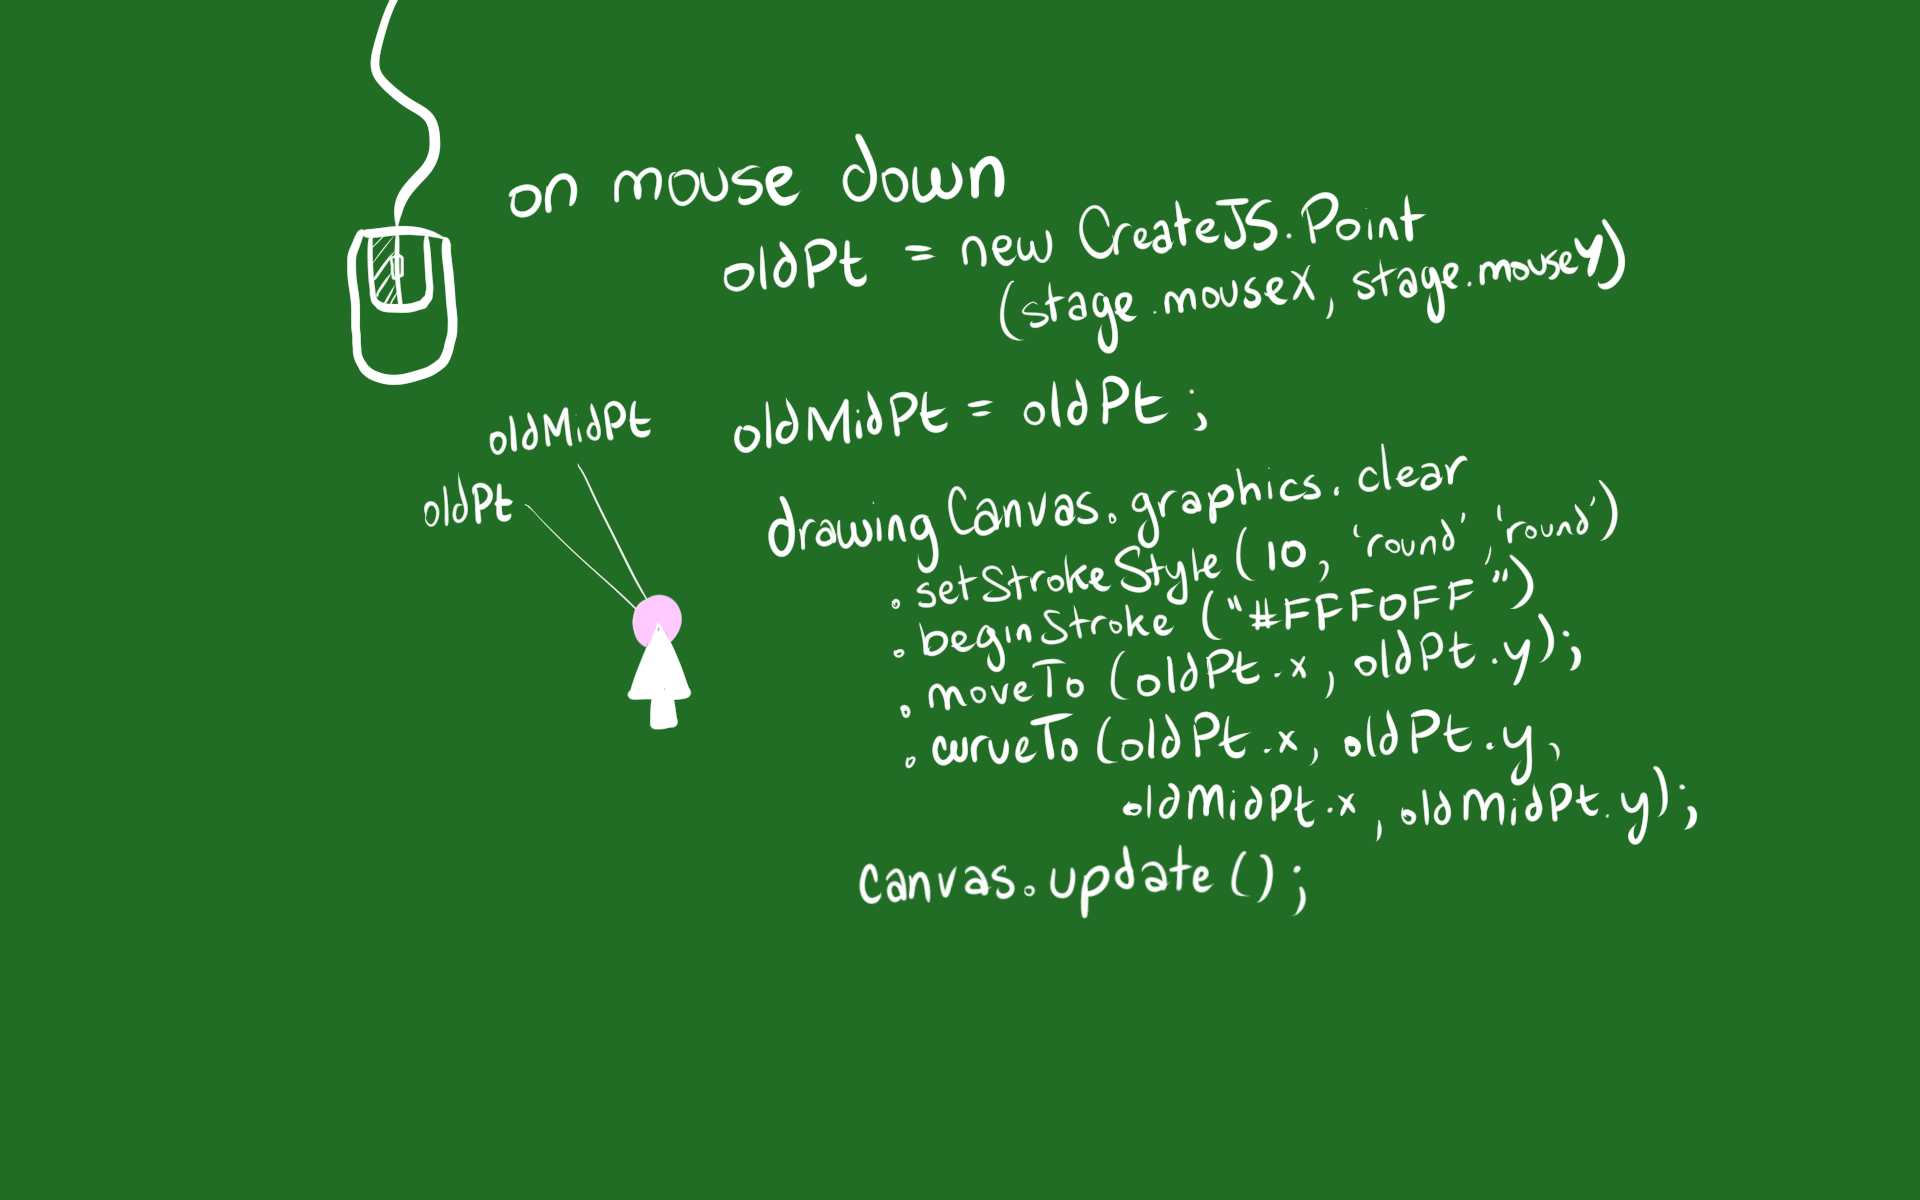 on mouse down
oldPt = new CreateJS.Point
(stage.mouseX, stage.mouseY)
oldMidPt = oldPt ;
oldMidPt
oldPt
drawingCanvas.graphics.clear
.setStrokeStyle (10, 'round', 'round')
.beginStroke ("#FFF0FF")
.moveTo (oldPt.x, oldPt.y);
.curveTo (oldPt.x, oldPt.y,
oldMidPt.x, oldMidPt.y);
Canvas.update ();